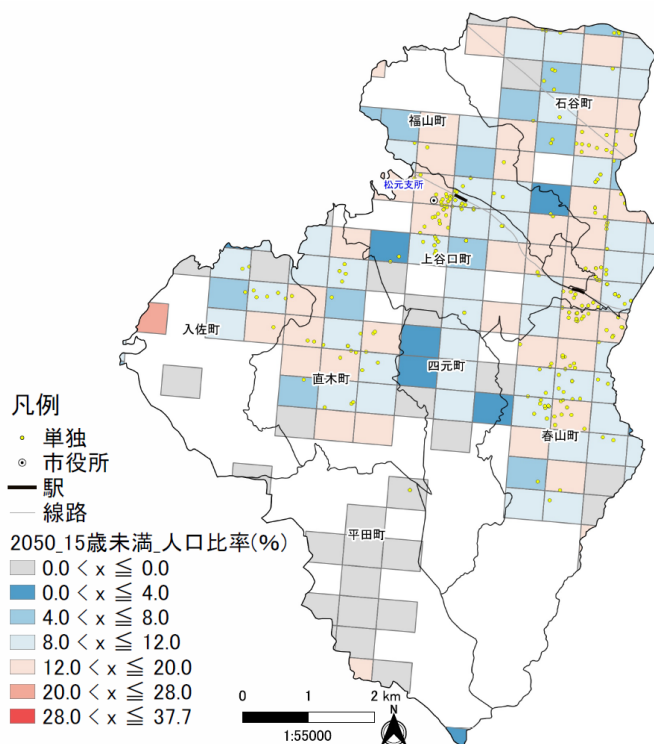 石谷町
福山町
松元支所
上谷口町
入佐町
四元町
直木町
春山町
平田町
凡例
単独
市役所
駅
線路
2050_15歳未満_人口比率(%)
0.0 < x ≦ 0.0
0.0 < x ≦ 4.0
4.0 < x ≦ 8.0
8.0 < x ≦ 12.0
12.0 < x ≦ 20.0
20.0 < x ≦ 28.0
28.0 < x ≦ 37.7
0 1 2 km
N
1:55000